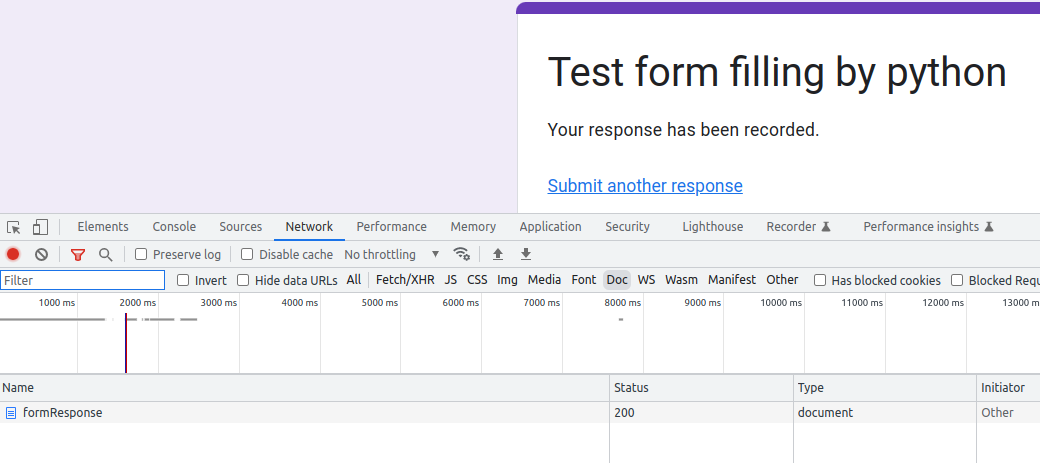 Test form filling by python
Your response has been recorded.
Submit another response
Elements Console Sources Network Performance Memory Application Security Lighthouse Recorder Performance insights
Preserve log Disable cache No throttling
Filter Invert Hide data URLs All Fetch/XHR JS CSS Img Media Font Doc WS Wasm Manifest Other Has blocked cookies Blocked Requ
1000 ms 2000 ms 3000 ms 4000 ms 5000 ms 6000 ms 7000 ms 8000 ms 9000 ms 10000 ms 11000 ms 12000 ms 13000 m
Name Status Type Initiator
formResponse 200 document Other